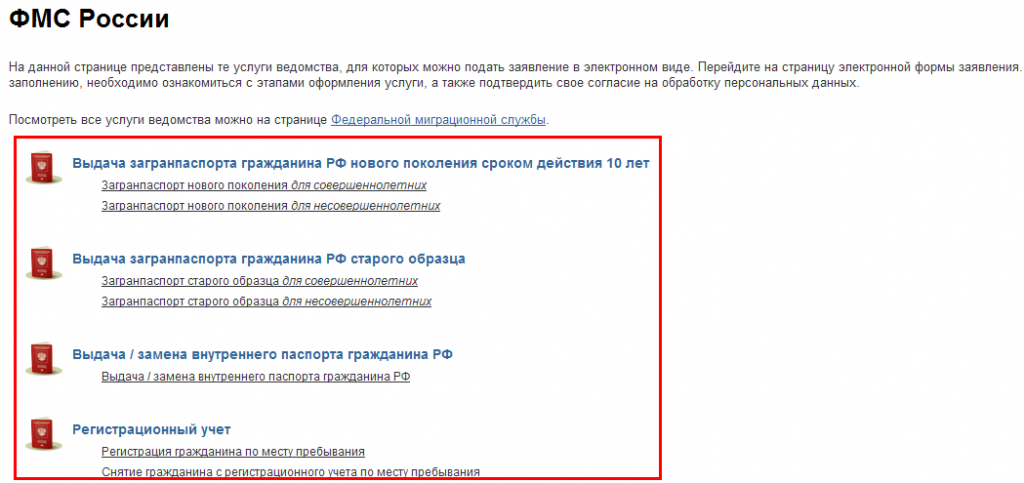 ФМС России
На данной странице представлены те услуги ведомства, для которых можно подать заявление в электронном виде. Перейдите на страницу электронной формы заявления.
заполнению, необходимо ознакомиться с этапами оформления услуги, а также подтвердить свое согласие на обработку персональных данных.
Посмотреть все услуги ведомства можно на странице Федеральной миграционной службы.
Выдача загранпаспорта гражданина РФ нового поколения сроком действия 10 лет
Загранпаспорт нового поколения для совершеннолетних
Загранпаспорт нового поколения для несовершеннолетних
Выдача загранпаспорта гражданина РФ старого образца
Загранпаспорт старого образца для совершеннолетних
Загранпаспорт старого образца для несовершеннолетних
Выдача / замена внутреннего паспорта гражданина РФ
Выдача / замена внутреннего паспорта гражданина РФ
Регистрационный учет
Регистрация гражданина по месту пребывания
Снятие гражданина с регистрационного учета по месту пребывания